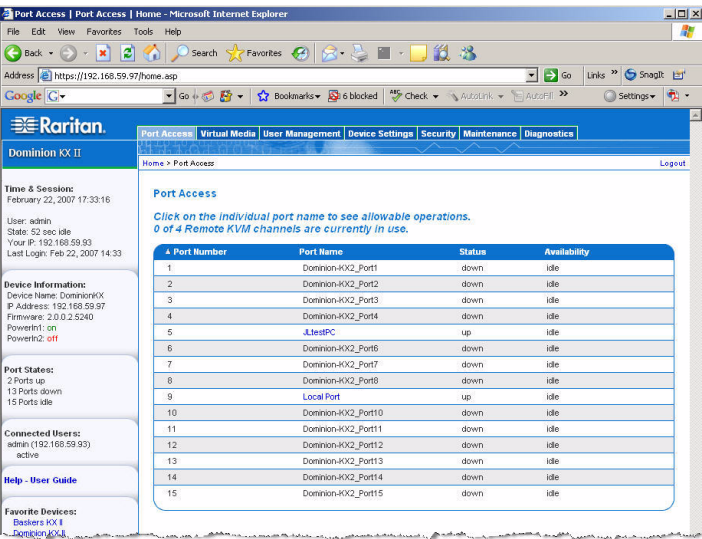 Port Access | Port Access | Home - Microsoft Internet Explorer
File Edit View Favorites Tools Help
Back Search Favorites
Address https://192.168.59.97/home.asp Go Links » SnagIt
Google G Go Bookmarks 6 blocked ABC Check AutoLink AutoFill » Settings
Raritan.
Dominion KX II
Port Access Virtual Media User Management Device Settings Security Maintenance Diagnostics
Home > Port Access Logout
Time & Session:
February 22, 2007 17:33:16
User: admin
State: 52 sec idle
Your IP: 192.168.59.93
Last Login: Feb 22, 2007 14:33
Device Information:
Device Name: DominionKX
IP Address: 192.168.59.97
Firmware: 2.0.0.2.5240
PowerIn1: on
PowerIn2: off
Port States:
2 Ports up
13 Ports down
15 Ports idle
Connected Users:
admin (192.168.59.93)
active
Help - User Guide
Favorite Devices:
Baskers KX II
Dominion KX II
Port Access
Click on the individual port name to see allowable operations.
0 of 4 Remote KVM channels are currently in use.
▲ Port Number Port Name Status Availability
1 Dominion-KX2_Port1 down idle
2 Dominion-KX2_Port2 down idle
3 Dominion-KX2_Port3 down idle
4 Dominion-KX2_Port4 down idle
5 JLtestPC up idle
6 Dominion-KX2_Port6 down idle
7 Dominion-KX2_Port7 down idle
8 Dominion-KX2_Port8 down idle
9 Local Port up idle
10 Dominion-KX2_Port10 down idle
11 Dominion-KX2_Port11 down idle
12 Dominion-KX2_Port12 down idle
13 Dominion-KX2_Port13 down idle
14 Dominion-KX2_Port14 down idle
15 Dominion-KX2_Port15 down idle